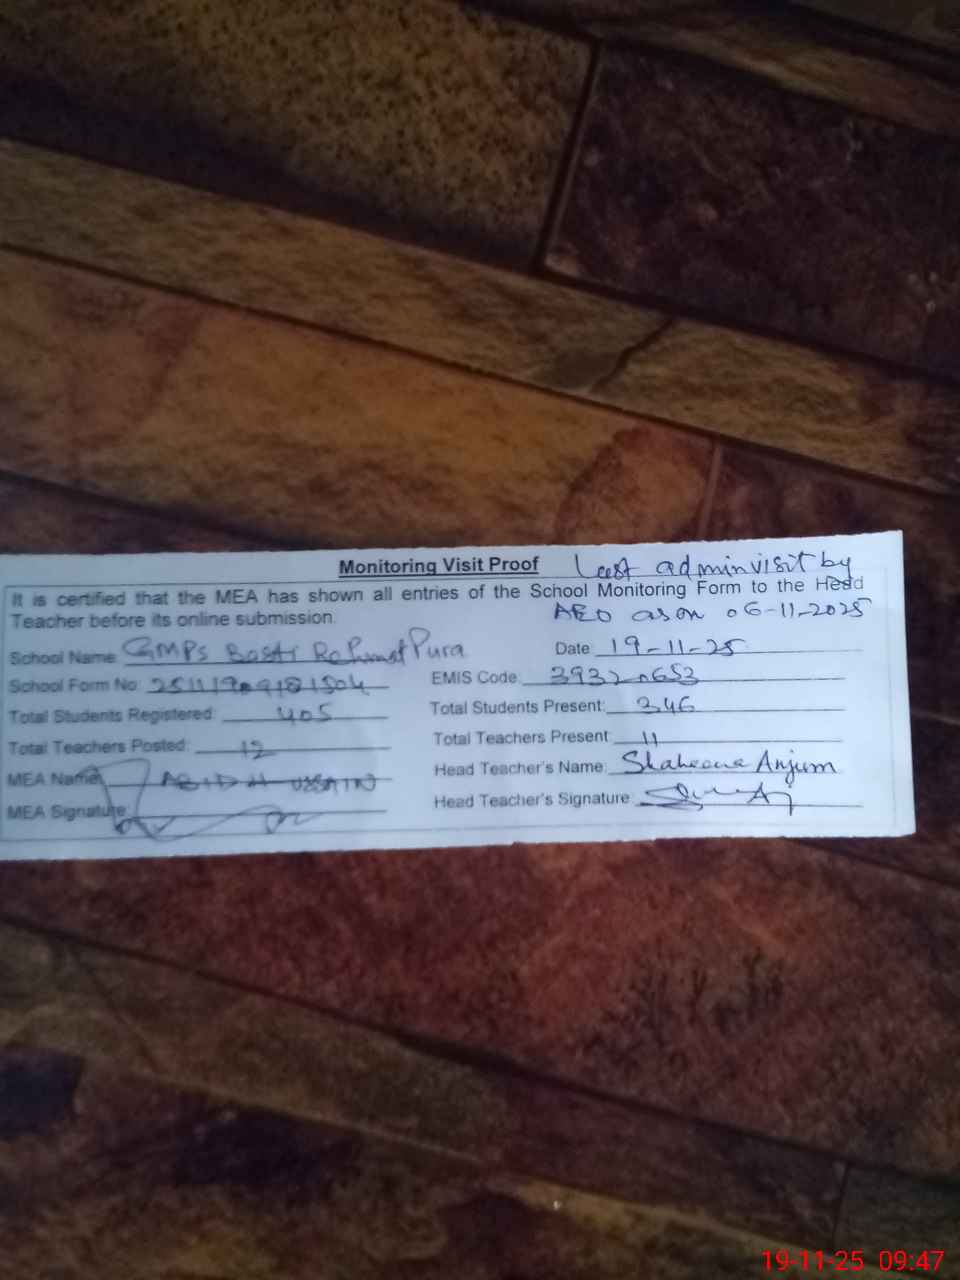 Monitoring Visit Proof Last admin visit by
It is certified that the MEA has shown all entries of the School Monitoring Form to the Head
Teacher before its online submission. AEO as on 06-11-2025
School Name: GMPS Basti Rehmat Pura Date: 19-11-25
School Form No: EMIS Code: 39320653
Total Students Registered: 405 Total Students Present: 346
Total Teachers Posted: 12 Total Teachers Present: 11
MEA Name: ABID HUSSAIN Head Teacher's Name: Shaheena Anjum
MEA Signature: Head Teacher's Signature:
19-11-25 09:47